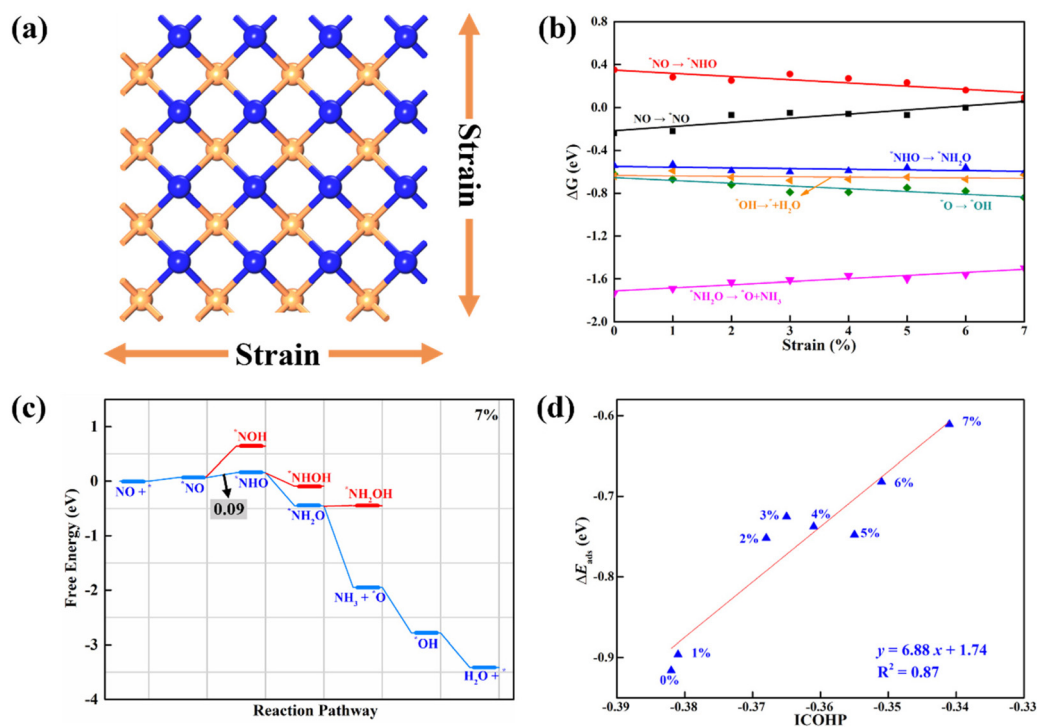 (a)
Strain
Strain
(b)
ΔG (eV)
0.8
0.4
0.0
-0.4
-0.8
-1.2
-1.6
-2.0
*NO → *NHO
NO → *NO
*NHO → *NH₂O
*OH → *+H₂O
*O → *OH
*NH₂O → *O+NH₃
0 1 2 3 4 5 6 7
Strain (%)
(c)
7%
Free Energy (eV)
1
0
-1
-2
-3
-4
NO + *
*NO
*NOH
*NHO
0.09
*NHOH
*NH₂O
*NH₂OH
NH₃ + *O
*OH
H₂O + *
Reaction Pathway
(d)
ΔE_ads (eV)
-0.6
-0.7
-0.8
-0.9
7%
6%
3%
4%
2%
5%
1%
0%
y = 6.88 x + 1.74
R² = 0.87
-0.39 -0.38 -0.37 -0.36 -0.35 -0.34 -0.33
ICOHP